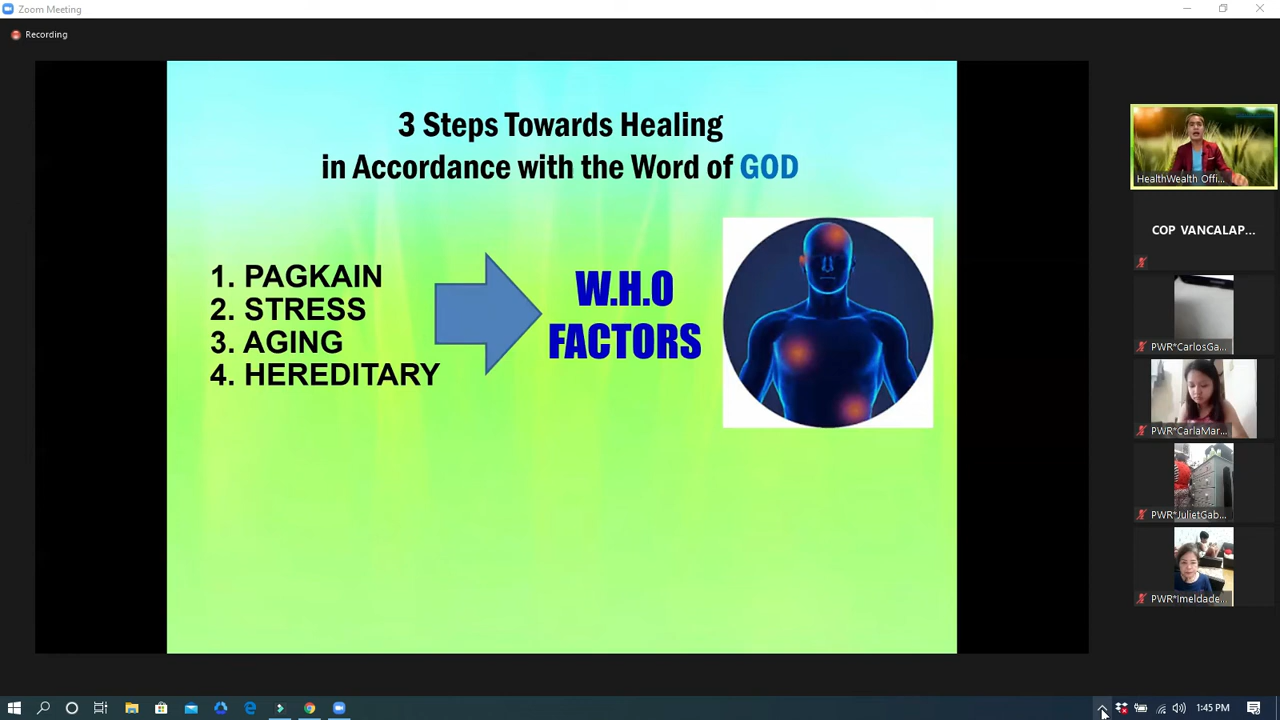 Zoom Meeting
Recording
3 Steps Towards Healing
in Accordance with the Word of GOD
1. PAGKAIN
2. STRESS
3. AGING
4. HEREDITARY
W.H.O
FACTORS
HealthWealth Offi...
COP VANCALAP...
PWR*CarlosGa...
PWR*CarlaMar...
PWR*JulietGab...
PWR*Imeldade...
1:45 PM